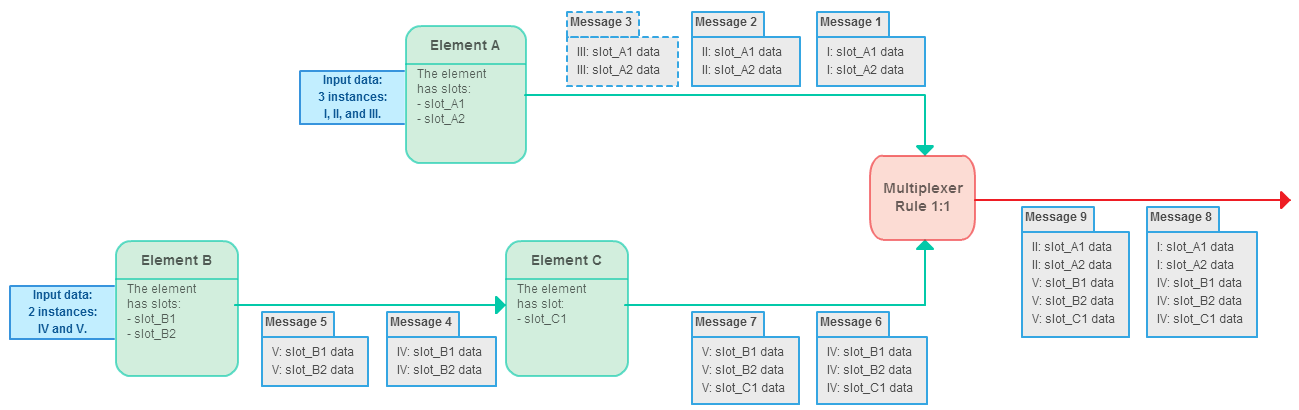 Message 3
III: slot_A1 data
III: slot_A2 data
Message 2
II: slot_A1 data
II: slot_A2 data
Message 1
I: slot_A1 data
I: slot_A2 data
Element A
The element
has slots:
- slot_A1
- slot_A2
Input data:
3 instances:
I, II, and III.
Multiplexer
Rule 1:1
Message 9
II: slot_A1 data
II: slot_A2 data
V: slot_B1 data
V: slot_B2 data
V: slot_C1 data
Message 8
I: slot_A1 data
I: slot_A2 data
IV: slot_B1 data
IV: slot_B2 data
IV: slot_C1 data
Element B
The element
has slots:
- slot_B1
- slot_B2
Input data:
2 instances:
IV and V.
Message 5
V: slot_B1 data
V: slot_B2 data
Message 4
IV: slot_B1 data
IV: slot_B2 data
Element C
The element
has slot:
- slot_C1
Message 7
V: slot_B1 data
V: slot_B2 data
V: slot_C1 data
Message 6
IV: slot_B1 data
IV: slot_B2 data
IV: slot_C1 data